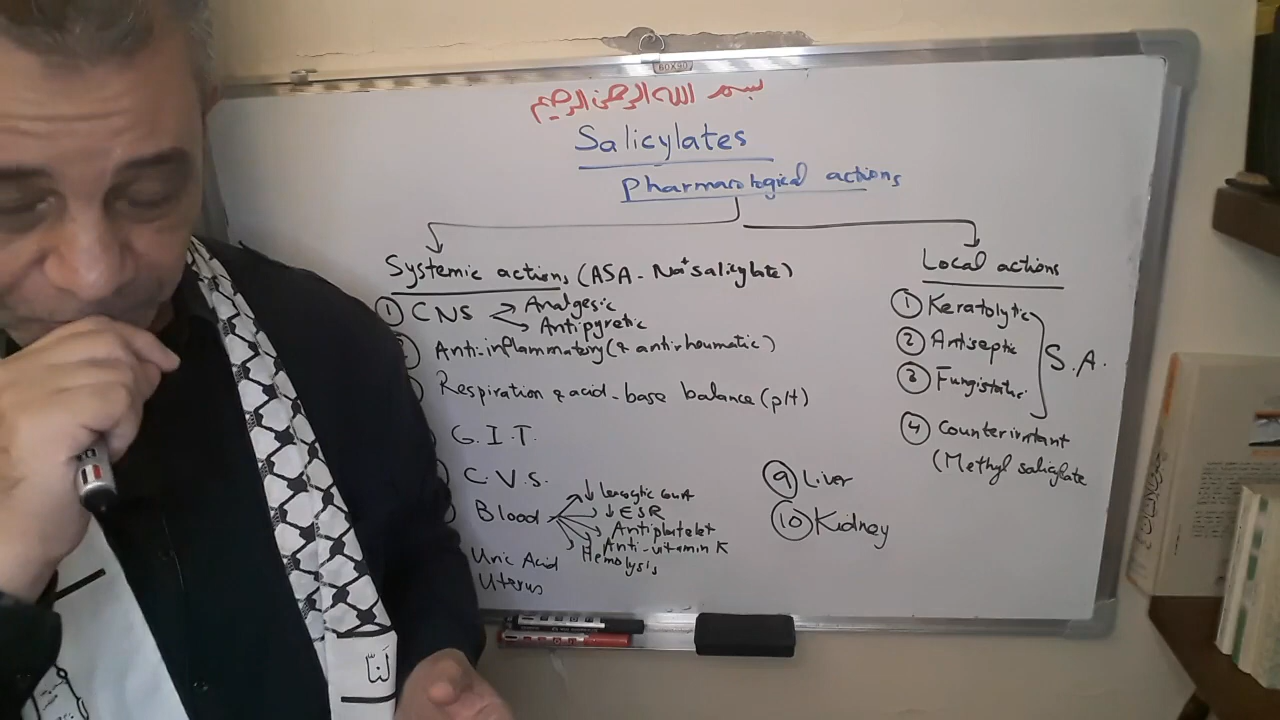 60X90
بسم الله الرحمن الرحيم
Salicylates
Pharmacological actions
Systemic actions (ASA - Na+ salicylate)
① CNS
Analgesic
Antipyretic
Anti-inflammatory (& antirheumatic)
Respiration & acid-base balance (pH)
G.I.T.
C.V.S.
Blood
↓ ESR
Antiplatelet
Anti-vitamin K
Hemolysis
Uric Acid
Uterus
⑨ Liver
⑩ Kidney
Local actions
① Keratolytic
② Antiseptic
③ Fungistatic
S.A.
④ Counterirritant
(Methyl salicylate
لنا